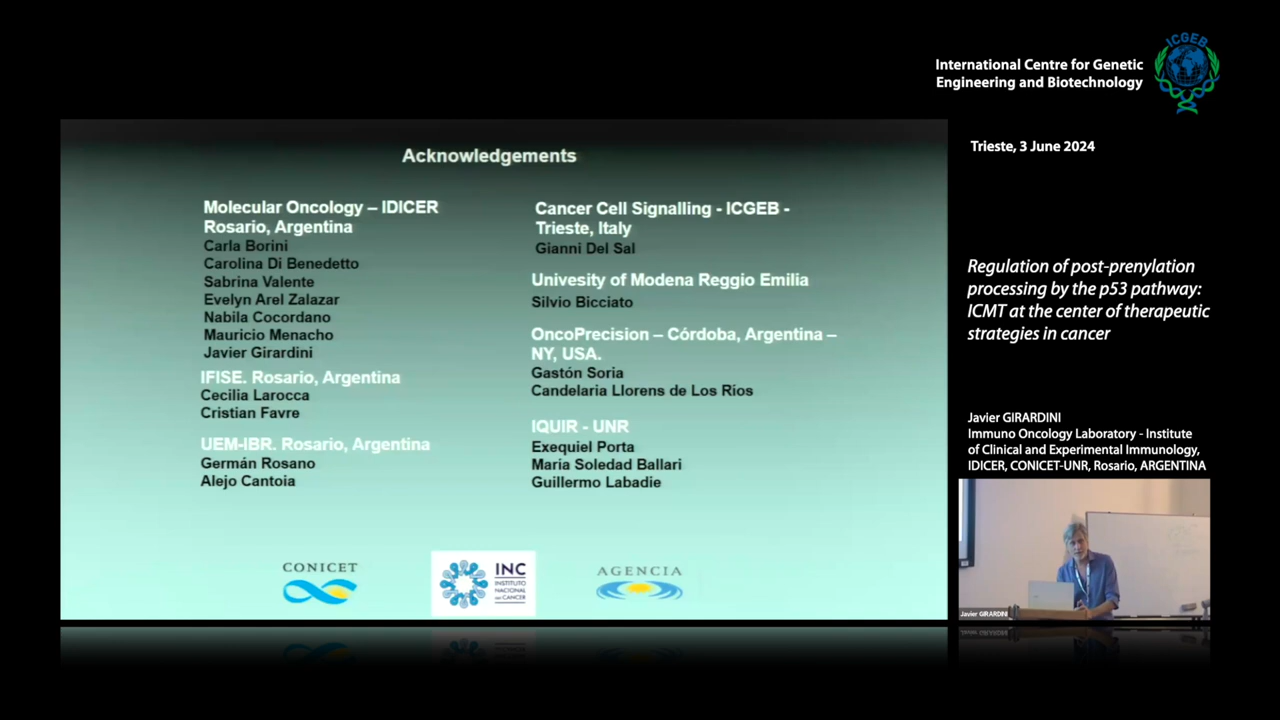 ICGEB
International Centre for Genetic
Engineering and Biotechnology
Trieste, 3 June 2024
Acknowledgements
Molecular Oncology – IDICER
Rosario, Argentina
Carla Borini
Carolina Di Benedetto
Sabrina Valente
Evelyn Arel Zalazar
Nabila Cocordano
Mauricio Menacho
Javier Girardini
IFISE. Rosario, Argentina
Cecilia Larocca
Cristian Favre
UEM-IBR. Rosario, Argentina
Germán Rosano
Alejo Cantoia
Cancer Cell Signalling - ICGEB -
Trieste, Italy
Gianni Del Sal
Univesity of Modena Reggio Emilia
Silvio Bicciato
OncoPrecision – Córdoba, Argentina –
NY, USA.
Gastón Soria
Candelaria Llorens de Los Ríos
IQUIR - UNR
Exequiel Porta
María Soledad Ballari
Guillermo Labadie
CONICET
INC
INSTITUTO
NACIONAL
DEL CANCER
AGENCIA
Regulation of post-prenylation
processing by the p53 pathway:
ICMT at the center of therapeutic
strategies in cancer
Javier GIRARDINI
Immuno Oncology Laboratory - Institute
of Clinical and Experimental Immunology,
IDICER, CONICET-UNR, Rosario, ARGENTINA
Javier GIRARDINI